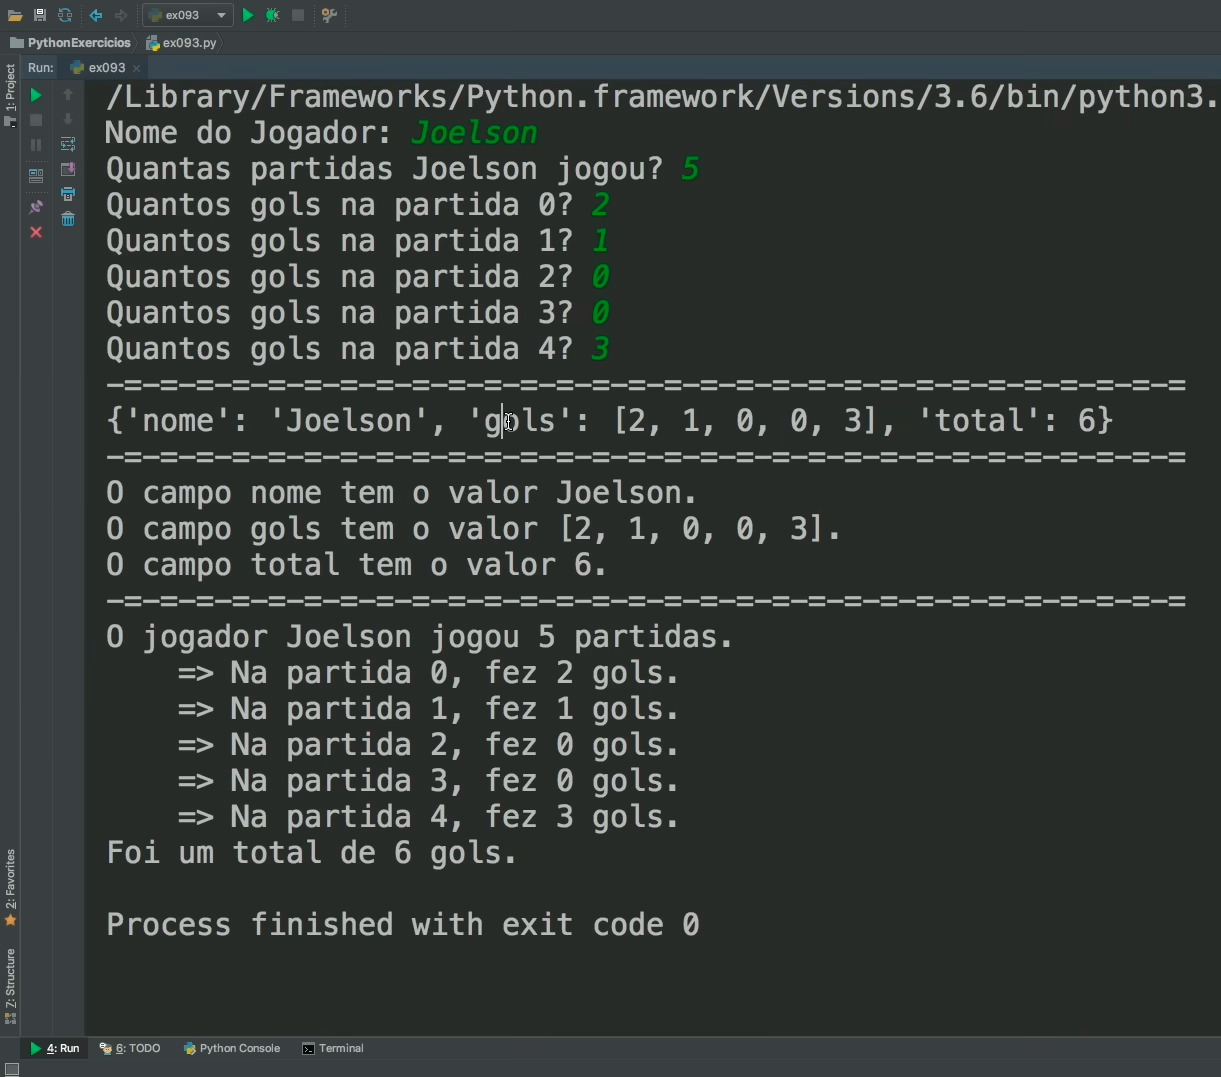 ex093
PythonExercicios
ex093.py
Run:
ex093
1: Project
/Library/Frameworks/Python.framework/Versions/3.6/bin/python3.
Nome do Jogador: Joelson
Quantas partidas Joelson jogou? 5
Quantos gols na partida 0? 2
Quantos gols na partida 1? 1
Quantos gols na partida 2? 0
Quantos gols na partida 3? 0
Quantos gols na partida 4? 3
-=-=-=-=-=-=-=-=-=-=-=-=-=-=-=-=-=-=-=-=-=-=-=-=-=-=-=-=-=-=
{'nome': 'Joelson', 'gols': [2, 1, 0, 0, 3], 'total': 6}
-=-=-=-=-=-=-=-=-=-=-=-=-=-=-=-=-=-=-=-=-=-=-=-=-=-=-=-=-=-=
O campo nome tem o valor Joelson.
O campo gols tem o valor [2, 1, 0, 0, 3].
O campo total tem o valor 6.
-=-=-=-=-=-=-=-=-=-=-=-=-=-=-=-=-=-=-=-=-=-=-=-=-=-=-=-=-=-=
O jogador Joelson jogou 5 partidas.
=> Na partida 0, fez 2 gols.
=> Na partida 1, fez 1 gols.
=> Na partida 2, fez 0 gols.
=> Na partida 3, fez 0 gols.
=> Na partida 4, fez 3 gols.
Foi um total de 6 gols.
Process finished with exit code 0
2: Favorites
7: Structure
4: Run
6: TODO
Python Console
Terminal